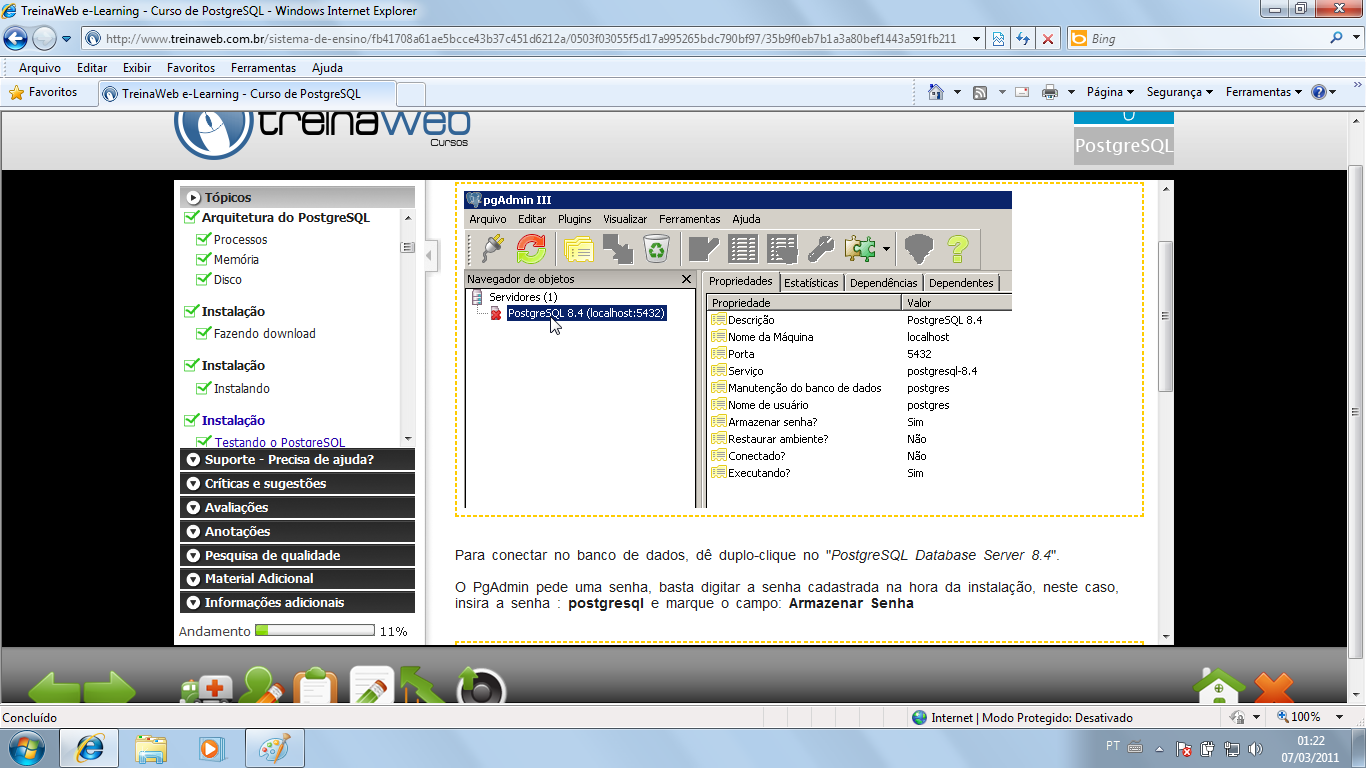 TreinaWeb e-Learning - Curso de PostgreSQL - Windows Internet Explorer
http://www.treinaweb.com.br/sistema-de-ensino/fb41708a61ae5bcce43b37c451d6212a/0503f03055f5d17a995265bdc790bf97/35b9f0eb7b1a3a80bef1443a591fb211
Bing
Arquivo Editar Exibir Favoritos Ferramentas Ajuda
Favoritos
TreinaWeb e-Learning - Curso de PostgreSQL
Página Segurança Ferramentas
treinaweb
Cursos
PostgreSQL
Tópicos
Arquitetura do PostgreSQL
Processos
Memória
Disco
Instalação
Fazendo download
Instalação
Instalando
Instalação
Testando o PostgreSQL
Suporte - Precisa de ajuda?
Críticas e sugestões
Avaliações
Anotações
Pesquisa de qualidade
Material Adicional
Informações adicionais
Andamento 11%
pgAdmin III
Arquivo Editar Plugins Visualizar Ferramentas Ajuda
Navegador de objetos
Servidores (1)
PostgreSQL 8.4 (localhost:5432)
Propriedades Estatísticas Dependências Dependentes
Propriedade Valor
Descrição PostgreSQL 8.4
Nome da Máquina localhost
Porta 5432
Serviço postgresql-8.4
Manutenção do banco de dados postgres
Nome de usuário postgres
Armazenar senha? Sim
Restaurar ambiente? Não
Conectado? Não
Executando? Sim
Para conectar no banco de dados, dê duplo-clique no "PostgreSQL Database Server 8.4".
O PgAdmin pede uma senha, basta digitar a senha cadastrada na hora da instalação, neste caso,
insira a senha : postgresql e marque o campo: Armazenar Senha
Concluído
Internet | Modo Protegido: Desativado
100%
PT
01:22
07/03/2011